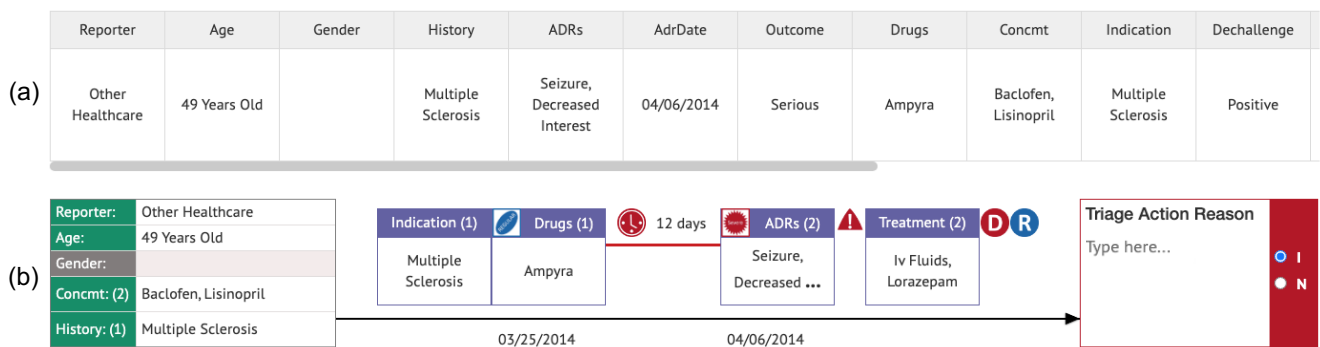 Reporter Age Gender History ADRs AdrDate Outcome Drugs Concmt Indication Dechallenge
(a)
Other Healthcare 49 Years Old Multiple Sclerosis Seizure, Decreased Interest 04/06/2014 Serious Ampyra Baclofen, Lisinopril Multiple Sclerosis Positive
(b)
Reporter: Other Healthcare
Age: 49 Years Old
Gender:
Concmt: (2) Baclofen, Lisinopril
History: (1) Multiple Sclerosis
Indication (1) Drugs (1) 12 days ADRs (2) Treatment (2) D R
Multiple Sclerosis Ampyra Seizure, Decreased ... Iv Fluids, Lorazepam
03/25/2014 04/06/2014
Triage Action Reason
Type here...
I
N